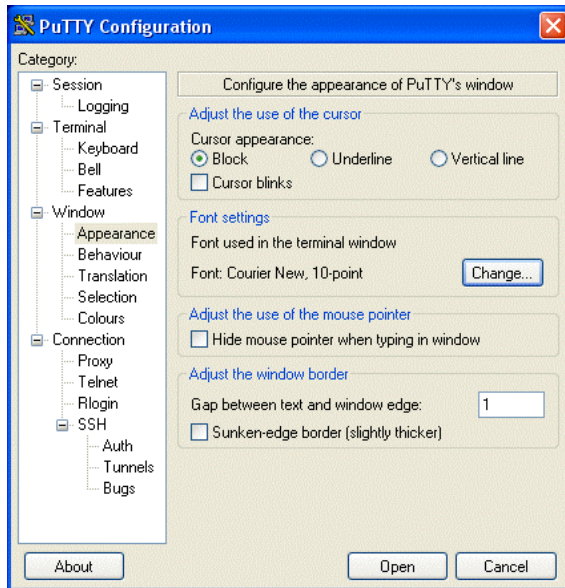 PuTTY Configuration
Category:
Session
Logging
Terminal
Keyboard
Bell
Features
Window
Appearance
Behaviour
Translation
Selection
Colours
Connection
Proxy
Telnet
Rlogin
SSH
Auth
Tunnels
Bugs
Configure the appearance of PuTTY's window
Adjust the use of the cursor
Cursor appearance:
Block Underline Vertical line
Cursor blinks
Font settings
Font used in the terminal window
Font: Courier New, 10-point Change...
Adjust the use of the mouse pointer
Hide mouse pointer when typing in window
Adjust the window border
Gap between text and window edge: 1
Sunken-edge border (slightly thicker)
About Open Cancel